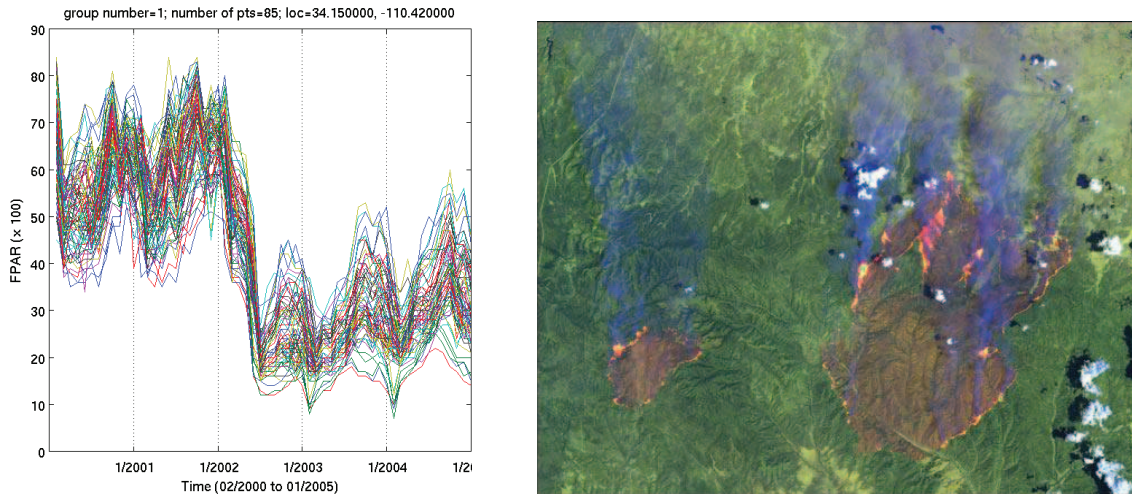 group number=1; number of pts=85; loc=34.150000, -110.420000
90
80
70
60
50
40
30
20
10
0
FPAR (× 100)
1/2001 1/2002 1/2003 1/2004 1/20
Time (02/2000 to 01/2005)